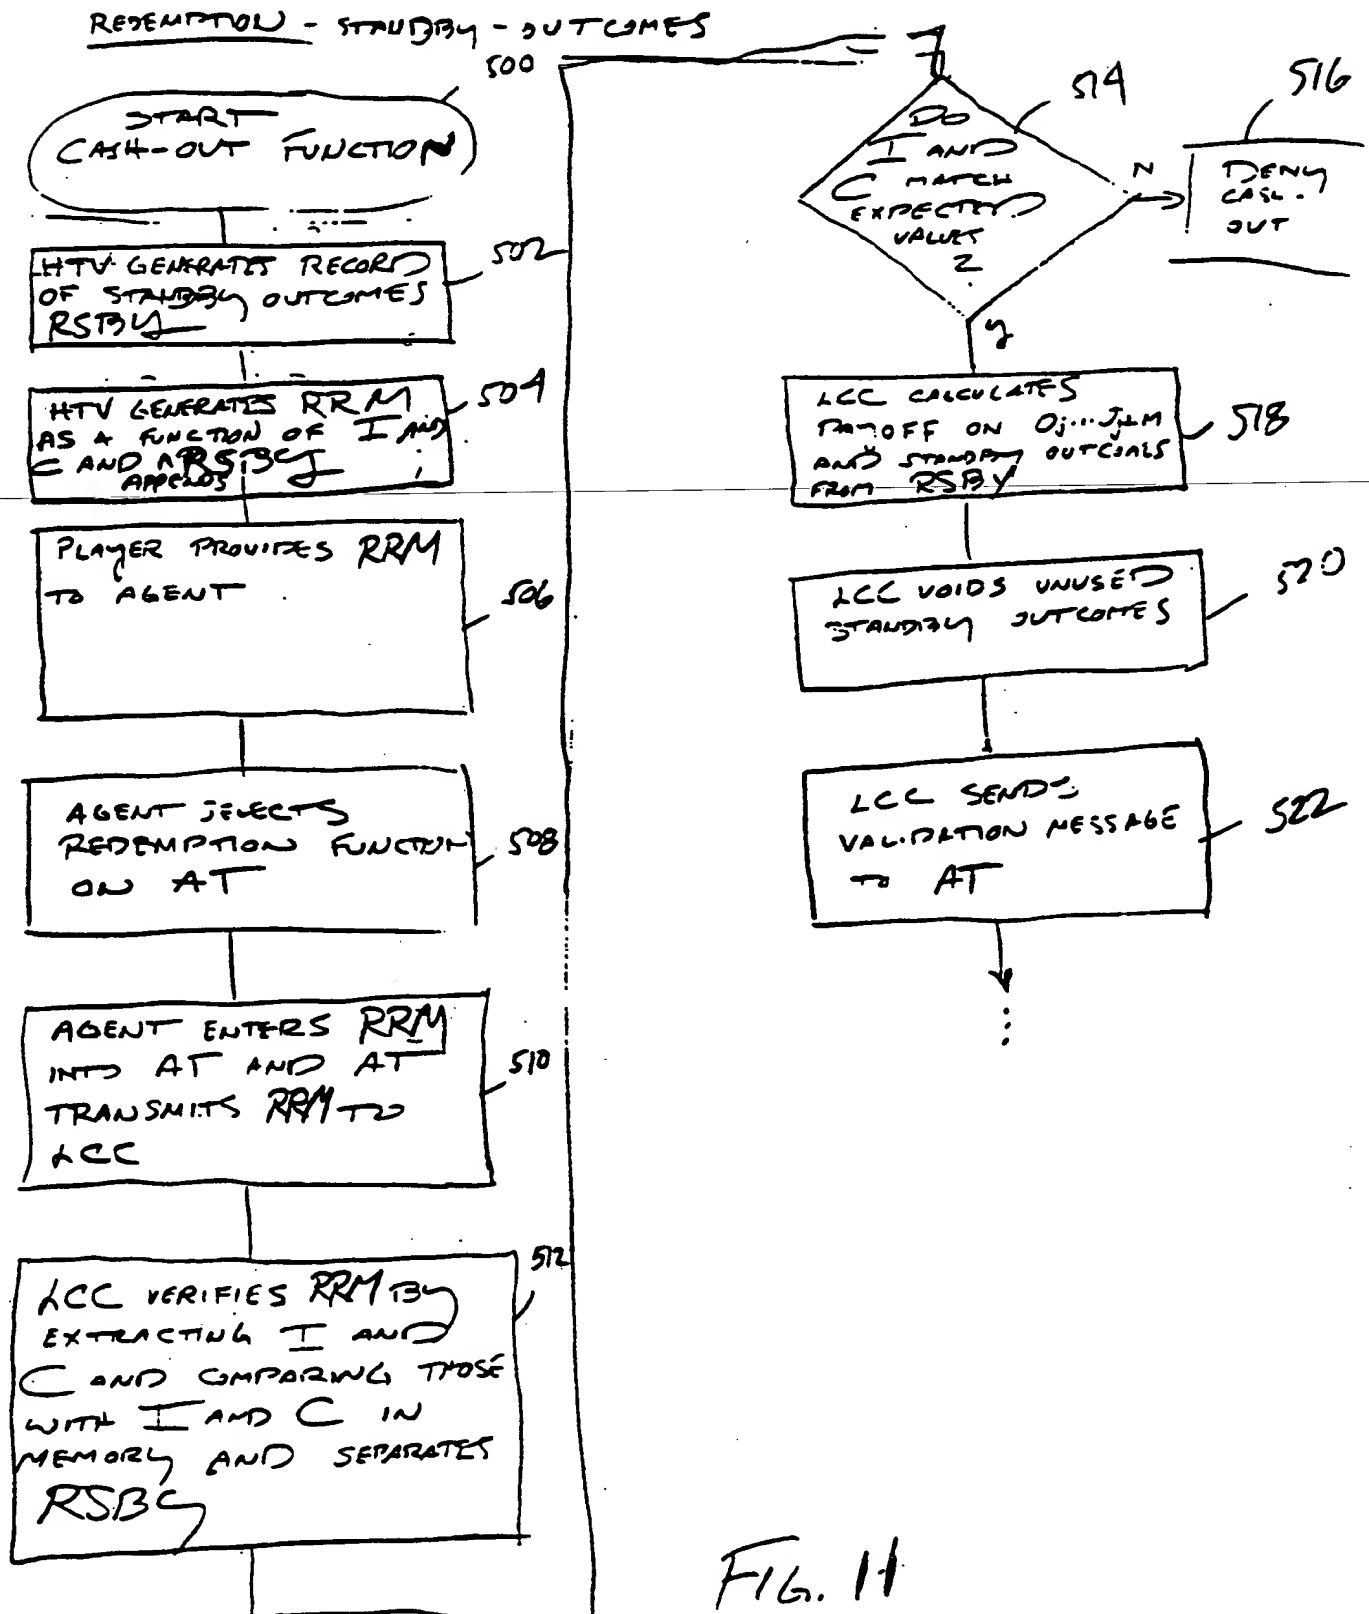 REDEMPTION - STANDBY - OUTCOMES
500
START
CASH-OUT FUNCTION
502
HTV GENERATES RECORD
OF STANDBY OUTCOMES
RSBY
504
HTV GENERATES RRM
AS A FUNCTION OF I AND
C AND APPENDS RSBY
PLAYER PROVIDES RRM
TO AGENT
506
AGENT SELECTS
REDEMPTION FUNCTION
ON AT
508
AGENT ENTERS RRM
INTO AT AND AT
TRANSMITS RRM TO
LCC
510
512
LCC VERIFIES RRM BY
EXTRACTING I AND
C AND COMPARING THOSE
WITH I AND C IN
MEMORY AND SEPARATES
RSBY
514
DO
I AND
C MATCH
EXPECTED
VALUES
?
N
Y
516
DENY
CASH-
OUT
LCC CALCULATES
PAYOFF ON Oj...Jj+M
AND STANDBY OUTCOMES
FROM RSBY
518
LCC VOIDS UNUSED
STANDBY OUTCOMES
520
LCC SENDS
VALIDATION MESSAGE
TO AT
522
FIG. 11